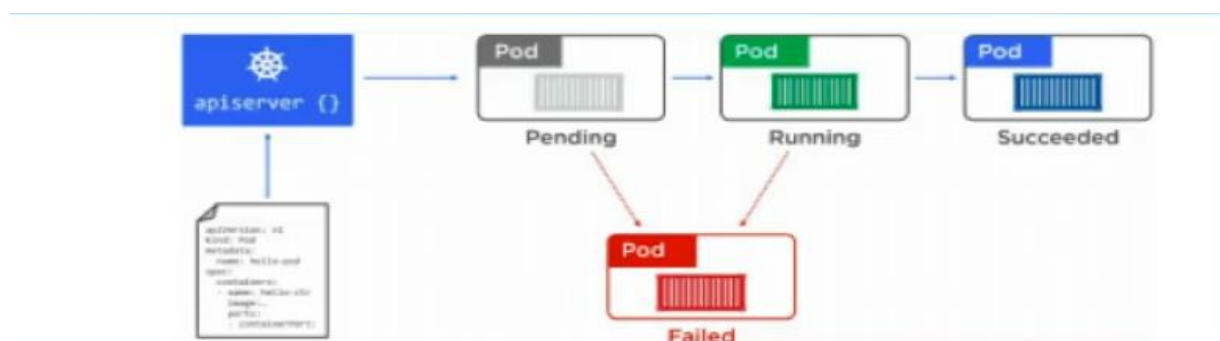 apiserver {}
Pod
Pending
Pod
Running
Pod
Succeeded
apiVersion: v1
kind: Pod
metadata:
name: hello-pod
spec:
containers:
- name: hello-ctr
image:..
ports:
- containerPort:
Pod
Failed